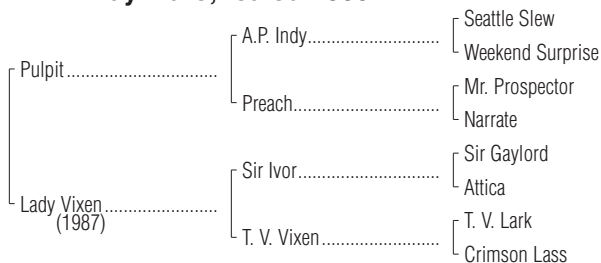 Seattle Slew
A.P. Indy
Weekend Surprise
Pulpit
Mr. Prospector
Preach
Narrate
Sir Gaylord
Sir Ivor
Attica
Lady Vixen
(1987)
T. V. Lark
T. V. Vixen
Crimson Lass